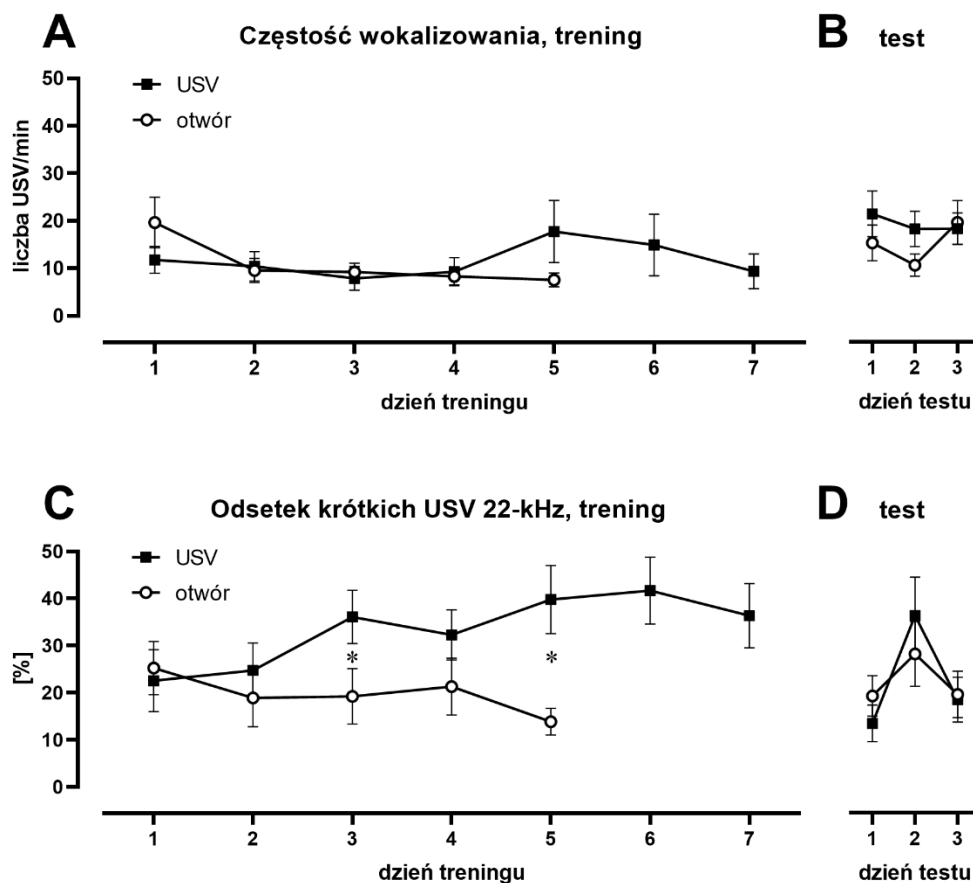 A
Częstość wokalizowania, trening
USV
otwór
liczba USV/min
50
40
30
20
10
0
1 2 3 4 5 6 7
dzień treningu
B
test
1 2 3
dzień testu
C
Odsetek krótkich USV 22-kHz, trening
USV
otwór
[%]
50
40
30
20
10
0
* *
1 2 3 4 5 6 7
dzień treningu
D
test
1 2 3
dzień testu